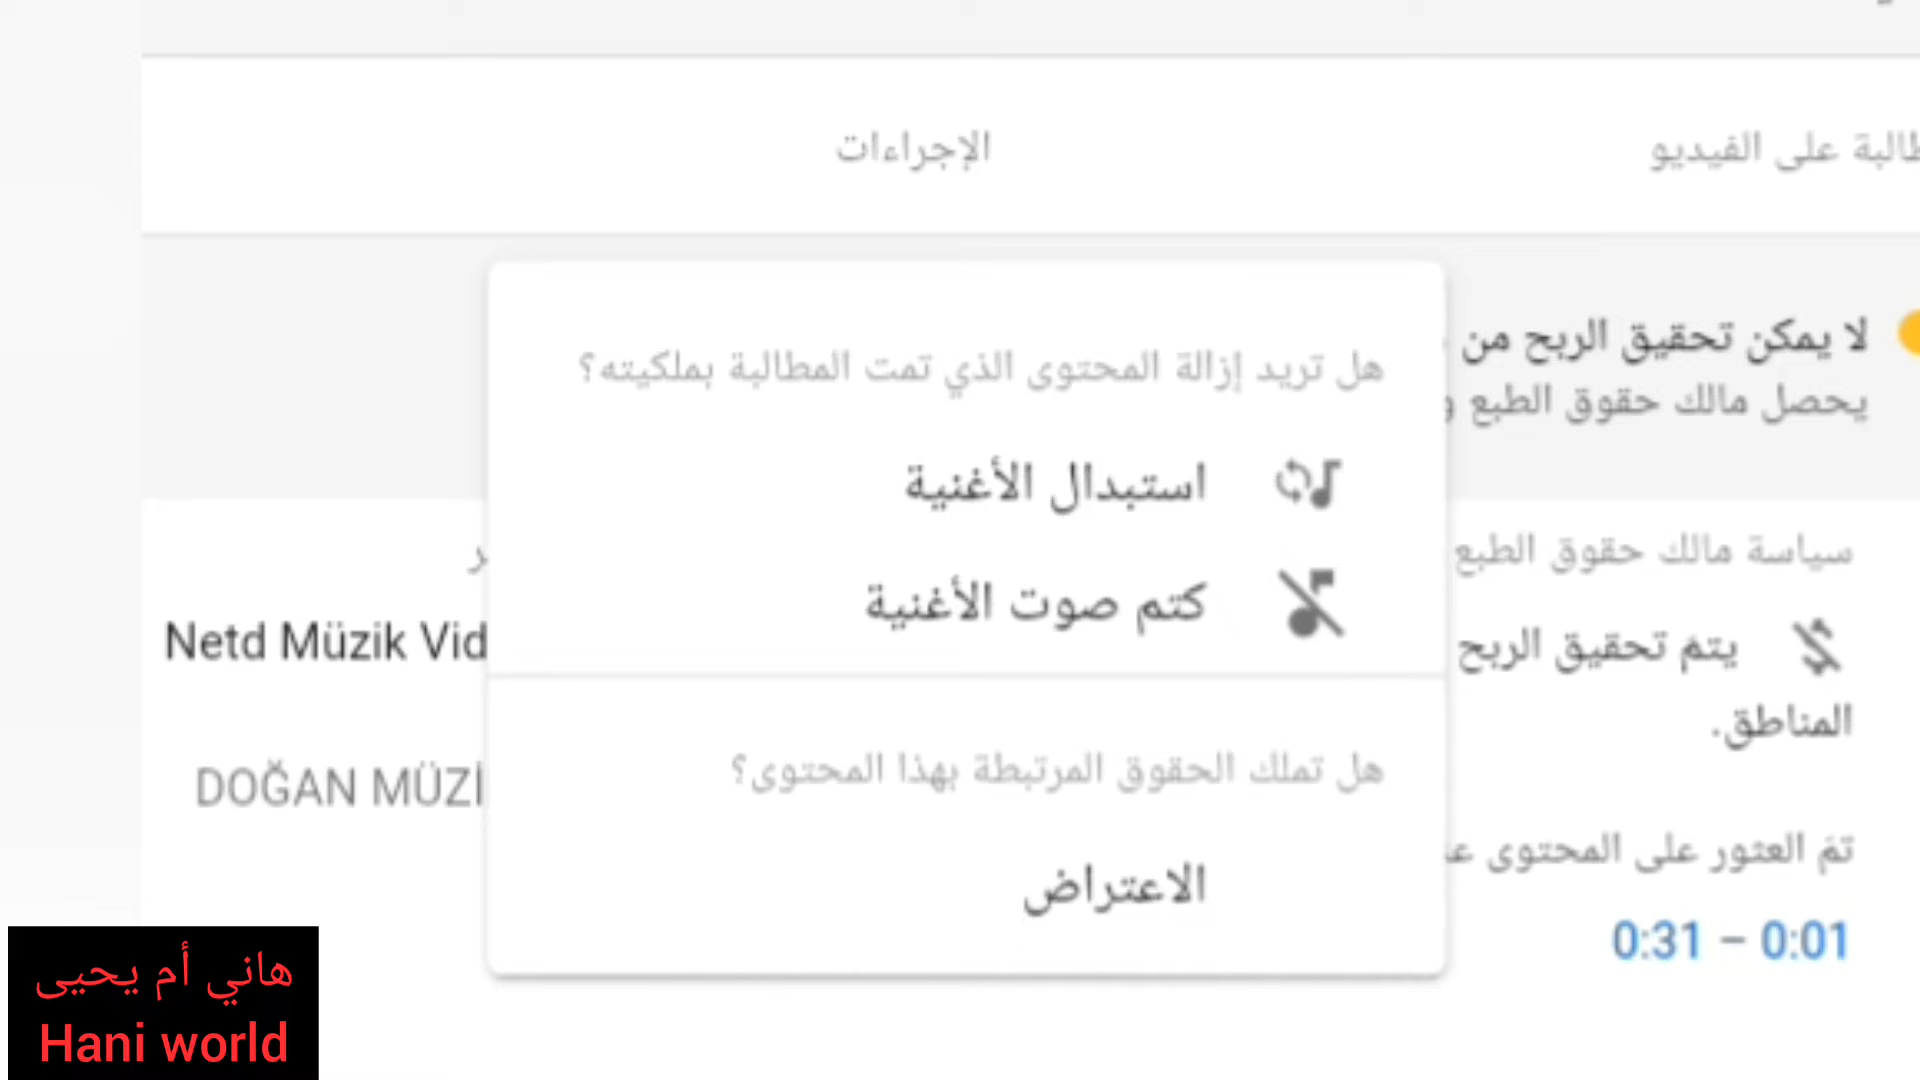 طالبة على الفيديو
الإجراءات
لا يمكن تحقيق الربح من
يحصل مالك حقوق الطبع و
هل تريد إزالة المحتوى الذي تمت المطالبة بملكيته؟
استبدال الأغنية
كتم صوت الأغنية
هل تملك الحقوق المرتبطة بهذا المحتوى؟
الاعتراض
سياسة مالك حقوق الطبع
يتمّ تحقيق الربح
المناطق.
تمّ العثور على المحتوى عا
0:31 – 0:01
Netd Müzik Vid
DOĞAN MÜZİ
هاني أم يحيى
Hani world